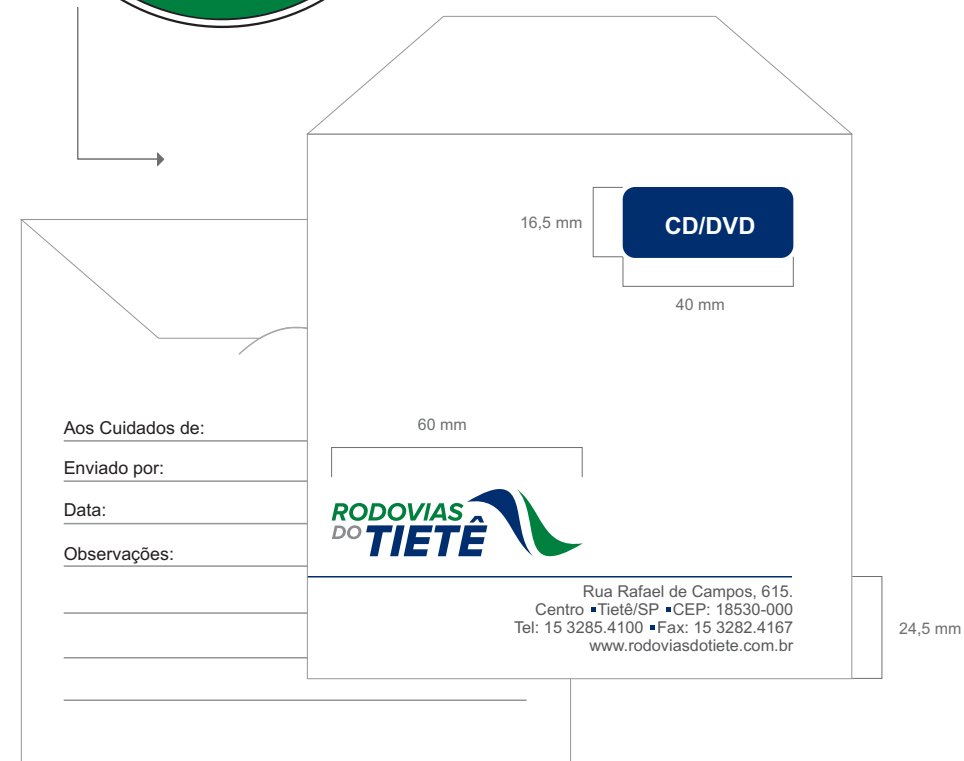 16,5 mm
CD/DVD
40 mm
Aos Cuidados de:
Enviado por:
Data:
Observações:
60 mm
RODOVIAS
DO TIETÊ
Rua Rafael de Campos, 615.
Centro ▪Tietê/SP ▪CEP: 18530-000
Tel: 15 3285.4100 ▪Fax: 15 3282.4167
www.rodoviasdotiete.com.br
24,5 mm